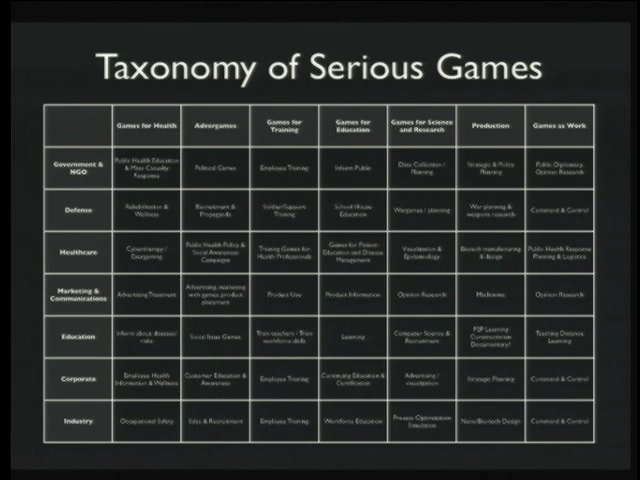 Taxonomy of Serious Games
Games for Health
Advergames
Games for
Training
Games for
Education
Games for Science
and Research
Production
Games as Work
Government &
NGO
Public Health Education
& Mass Casualty
Response
Political Games
Employee Training
Inform Public
Data Collection /
Planning
Strategic & Policy
Planning
Public Diplomacy,
Opinion Research
Defense
Rehabilitation &
Wellness
Recruitment &
Propaganda
Soldier/Support
Training
School House
Education
Wargames / planning
War planning &
weapons research
Command & Control
Healthcare
Cybertherapy /
Exergaming
Public Health Policy &
Social Awareness
Campaigns
Training Games for
Health Professionals
Games for Patient
Education and Disease
Management
Visualization &
Epidemiology
Biotech manufacturing
& design
Public Health Response
Planning & Logistics
Marketing &
Communications
Advertising Treatment
Advertising, marketing
with games, product
placement
Product Use
Product Information
Opinion Research
Machinima
Opinion Research
Education
Inform about disease/
risks
Social Issue Games
Train teachers / Train
workforce skills
Learning
Computer Science &
Recruitment
P2P Learning
Constructivism
Documentary?
Teaching Distance
Learning
Corporate
Employee Health
Information & Wellness
Customer Education &
Awareness
Employee Training
Continuing Education &
Certification
Advertising /
visualization
Strategic Planning
Command & Control
Industry
Occupational Safety
Sales & Recruitment
Employee Training
Workforce Education
Process Optimization
Simulation
Nano/Bio-tech Design
Command & Control